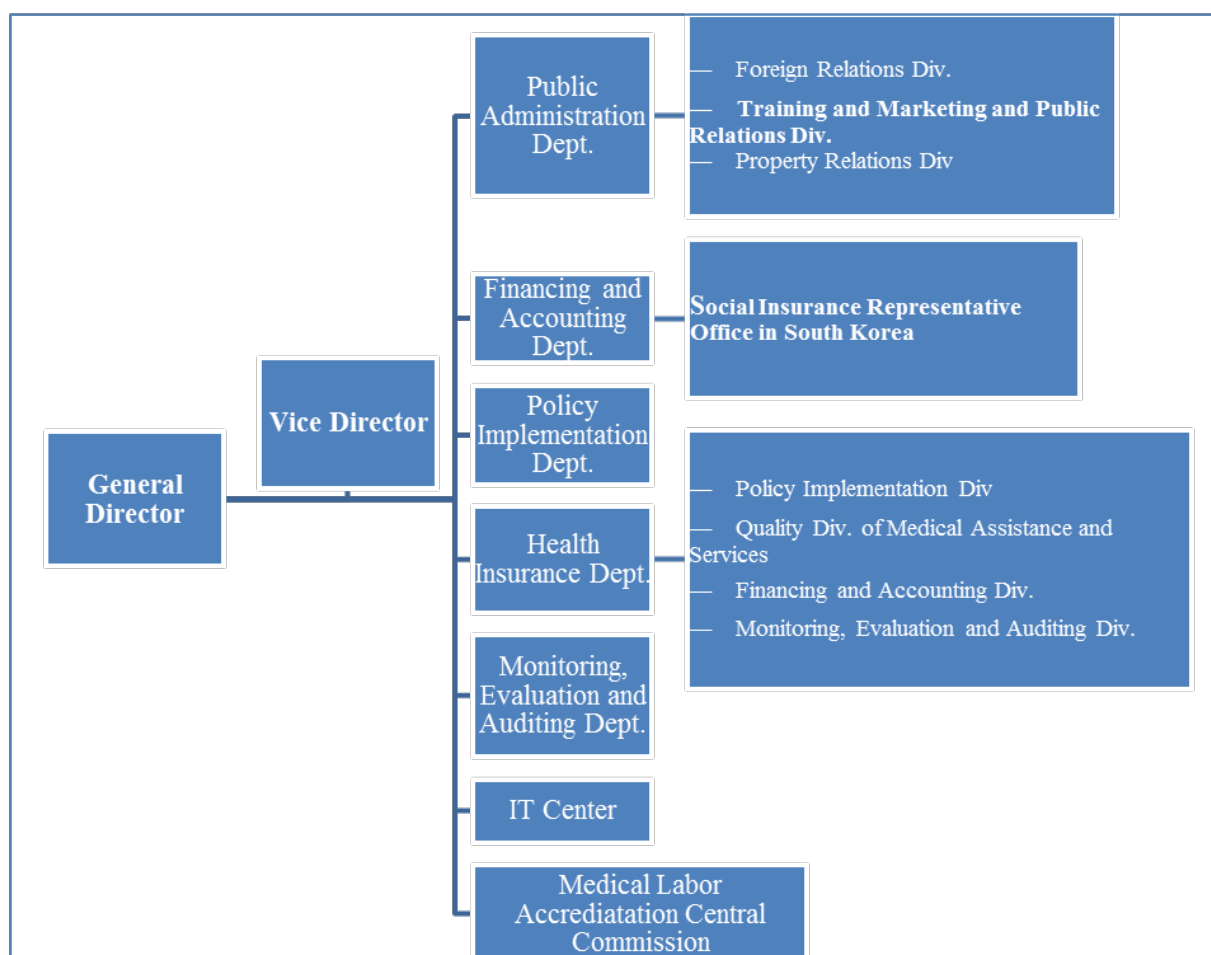 General
Director
Vice Director
Public
Administration
Dept.
— Foreign Relations Div.
— Training and Marketing and Public
Relations Div.
— Property Relations Div
Financing and
Accounting
Dept.
Social Insurance Representative
Office in South Korea
Policy
Implementation
Dept.
Health
Insurance Dept.
— Policy Implementation Div
— Quality Div. of Medical Assistance and
Services
— Financing and Accounting Div.
— Monitoring, Evaluation and Auditing Div.
Monitoring,
Evaluation and
Auditing Dept.
IT Center
Medical Labor
Accrediatation Central
Commission